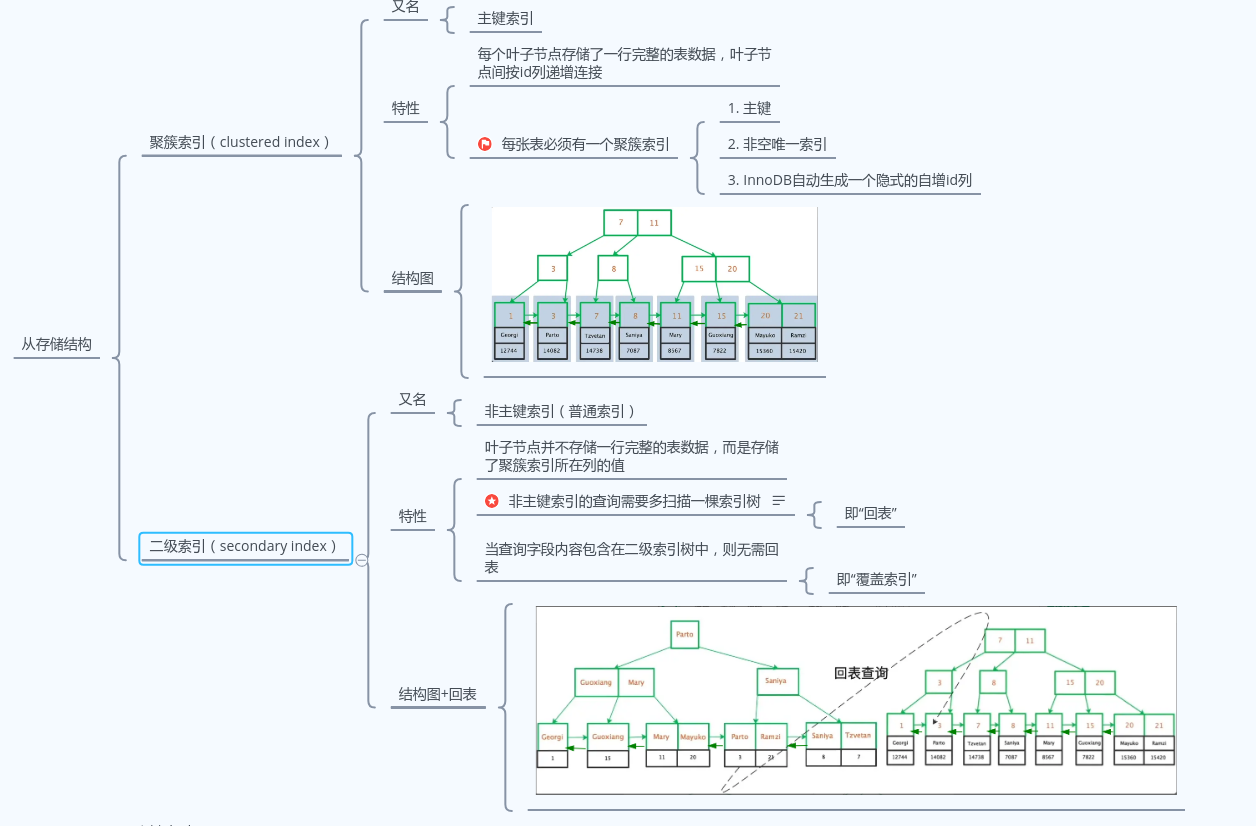 又名
主键索引
每个叶子节点存储了一行完整的表数据，叶子节
点间按id列递增连接
特性
1. 主键
每张表必须有一个聚簇索引
2. 非空唯一索引
3. InnoDB自动生成一个隐式的自增id列
聚簇索引（clustered index）
结构图
7 11
3 8 15 20
1 3 7 8 11 15 20 21
Georgi Parto Tzvetan Saniya Mary Guoxiang Mayuko Ramzi
12744 14082 14738 7087 8567 7822 15360 15420
从存储结构
又名
非主键索引（普通索引）
叶子节点并不存储一行完整的表数据，而是存储
了聚簇索引所在列的值
特性
非主键索引的查询需要多扫描一棵索引树
即“回表”
当查询字段内容包含在二级索引树中，则无需回
表
即“覆盖索引”
二级索引（secondary index）
结构图+回表
Parto
Guoxiang Mary Saniya
Georgi Guoxiang Mary Mayuko Parto Ramzi Saniya Tzvetan
1 15 11 20 3 21 8 7
回表查询
7 11
3 8 15 20
1 3 7 8 11 15 20 21
Georgi Parto Tzvetan Saniya Mary Guoxiang Mayuko Ramzi
12744 14082 14738 7087 8567 7822 15360 15420